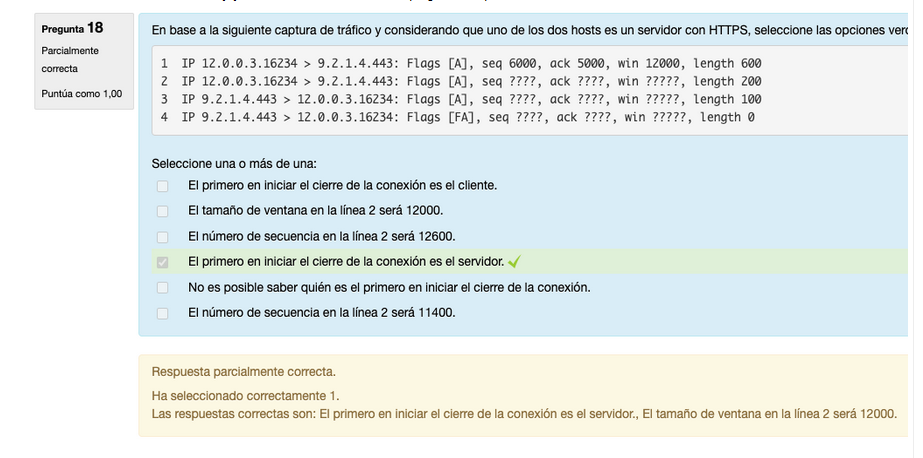 Pregunta 18
Parcialmente
correcta
Puntúa como 1,00
En base a la siguiente captura de tráfico y considerando que uno de los dos hosts es un servidor con HTTPS, seleccione las opciones
1 IP 12.0.0.3.16234 > 9.2.1.4.443: Flags [A], seq 6000, ack 5000, win 12000, length 600
2 IP 12.0.0.3.16234 > 9.2.1.4.443: Flags [A], seq ????, ack ????, win ?????, length 200
3 IP 9.2.1.4.443 > 12.0.0.3.16234: Flags [A], seq ????, ack ????, win ?????, length 100
4 IP 9.2.1.4.443 > 12.0.0.3.16234: Flags [FA], seq ????, ack ????, win ?????, length 0
Seleccione una o más de una:
El primero en iniciar el cierre de la conexión es el cliente.
El tamaño de ventana en la línea 2 será 12000.
El número de secuencia en la línea 2 será 12600.
El primero en iniciar el cierre de la conexión es el servidor.
No es posible saber quién es el primero en iniciar el cierre de la conexión.
El número de secuencia en la línea 2 será 11400.
Respuesta parcialmente correcta.
Ha seleccionado correctamente 1.
Las respuestas correctas son: El primero en iniciar el cierre de la conexión es el servidor., El tamaño de ventana en la línea 2 será 12000.